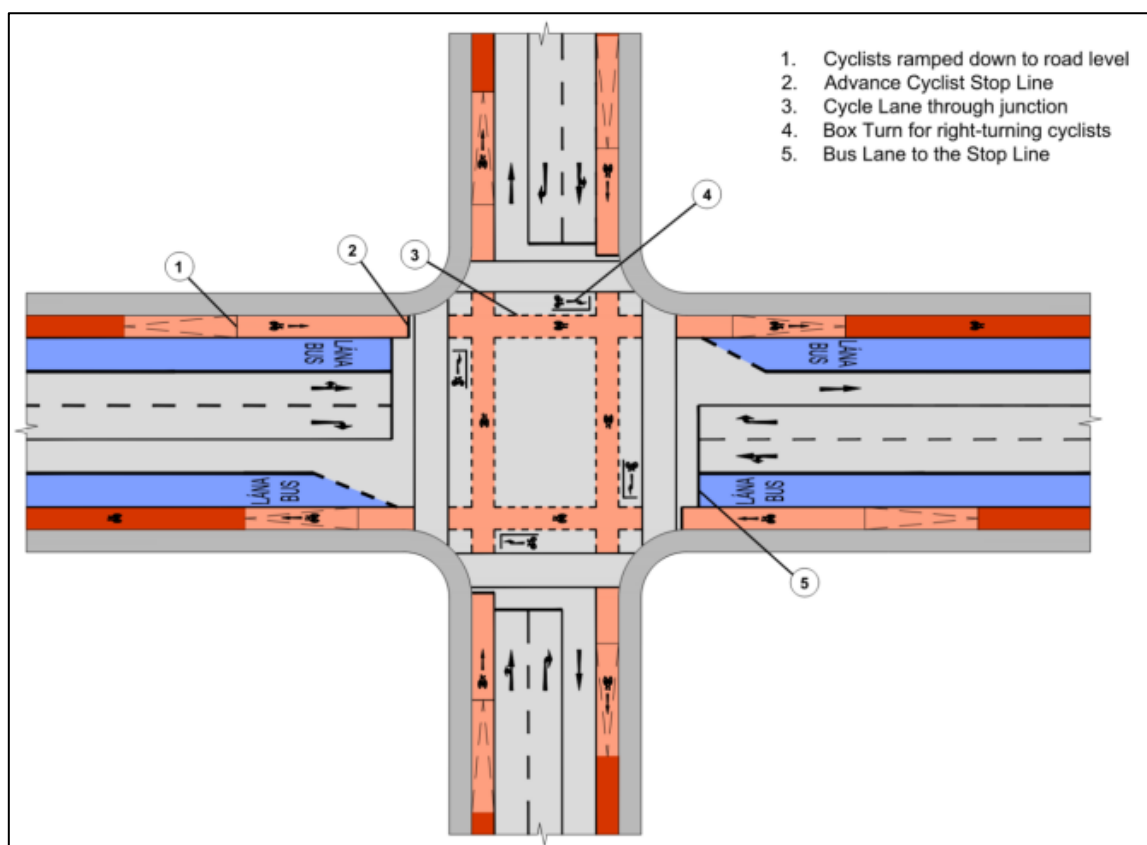 1. Cyclists ramped down to road level
2. Advance Cyclist Stop Line
3. Cycle Lane through junction
4. Box Turn for right-turning cyclists
5. Bus Lane to the Stop Line
4
3
2
1
LÁNA
BUS
LÁNA
BUS
LÁNA
BUS
LÁNA
BUS
5